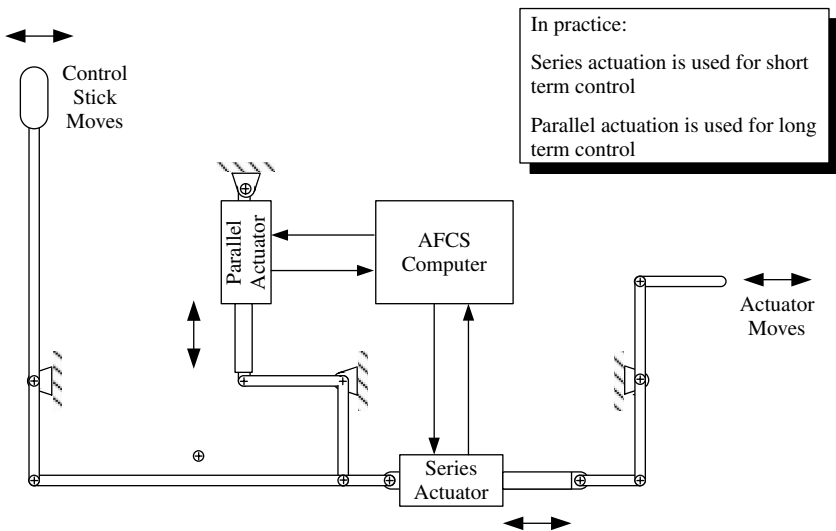 In practice:
Series actuation is used for short
term control
Parallel actuation is used for long
term control
Control
Stick
Moves
Parallel
Actuator
AFCS
Computer
Actuator
Moves
Series
Actuator